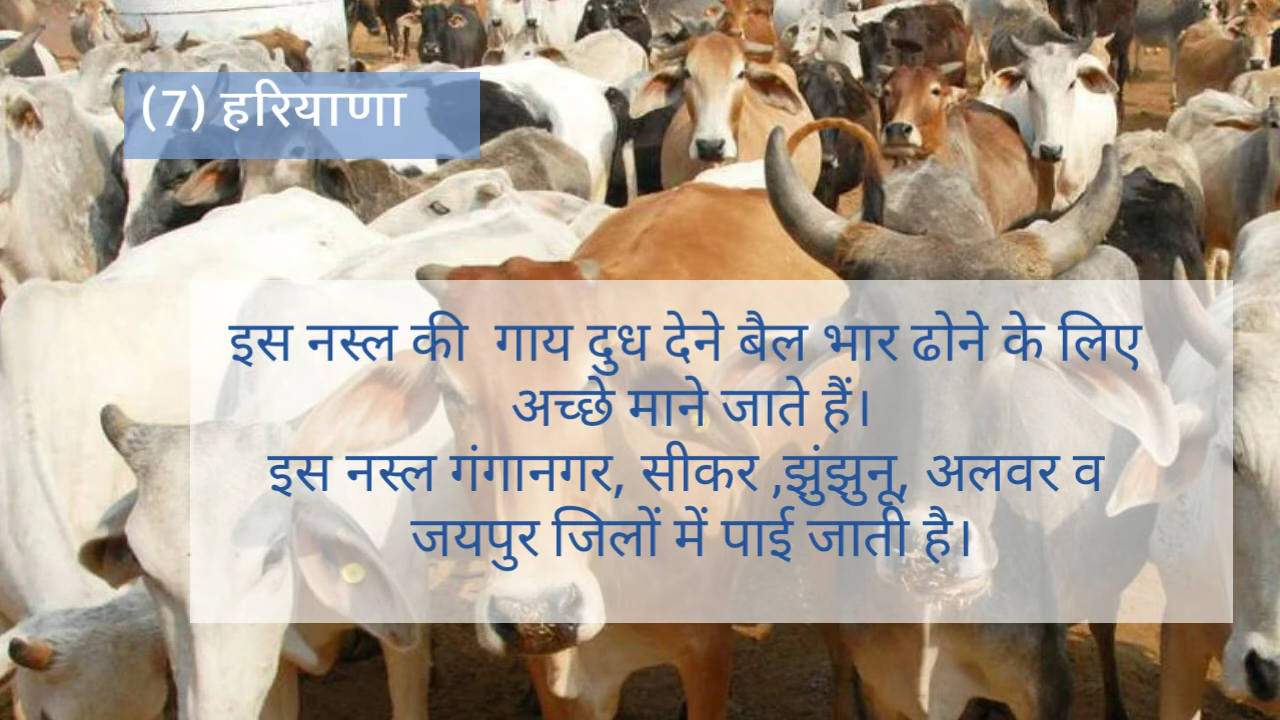 (7) हरियाणा
इस नस्ल की गाय दुध देने बैल भार ढोने के लिए
अच्छे माने जाते हैं।
इस नस्ल गंगानगर, सीकर ,झुंझुनू, अलवर व
जयपुर जिलों में पाई जाती है।